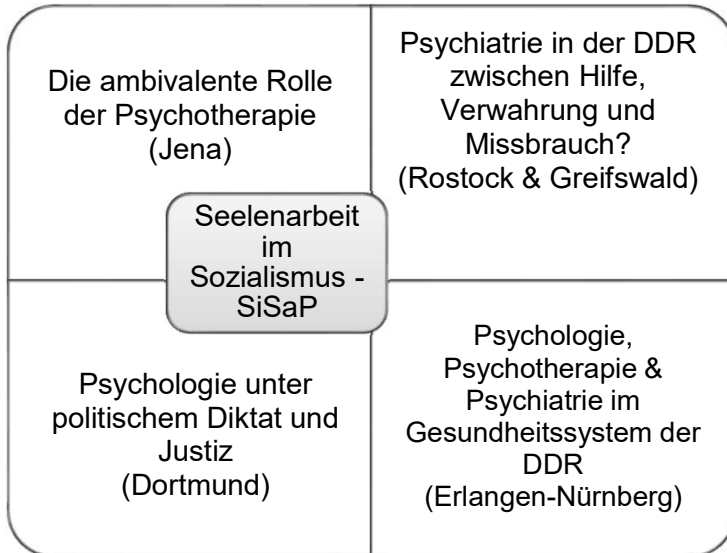 Die ambivalente Rolle
der Psychotherapie
(Jena)
Psychiatrie in der DDR
zwischen Hilfe,
Verwahrung und
Missbrauch?
(Rostock & Greifswald)
Seelenarbeit
im
Sozialismus -
SiSaP
Psychologie unter
politischem Diktat und
Justiz
(Dortmund)
Psychologie,
Psychotherapie &
Psychiatrie im
Gesundheitssystem der
DDR
(Erlangen-Nürnberg)